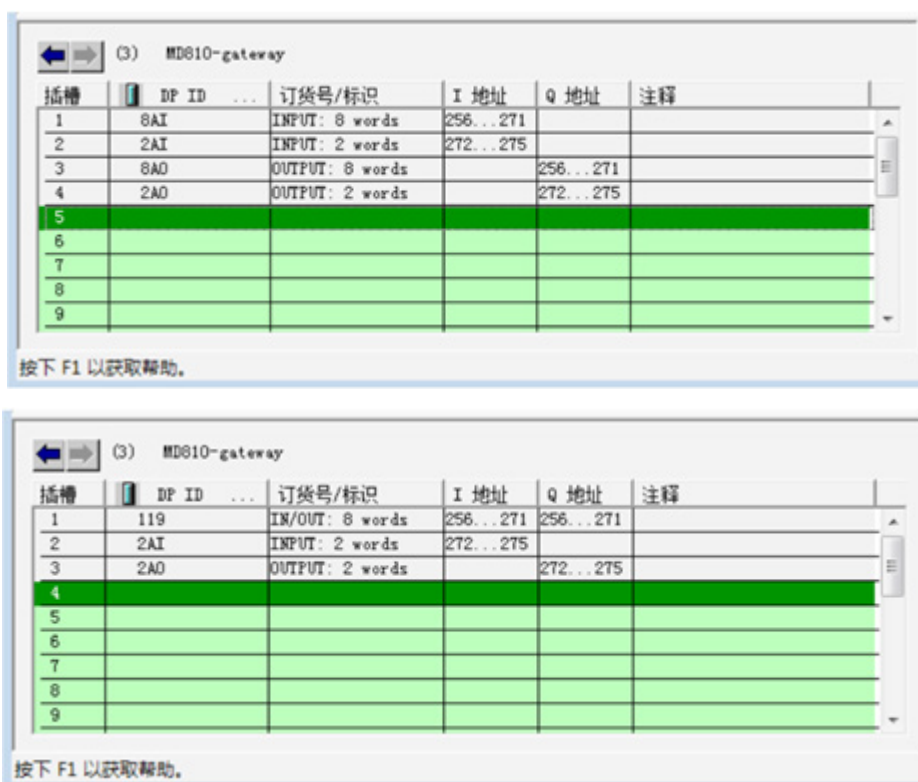 (3) MD810-gateway
插槽 DP ID ... 订货号/标识 I 地址 Q 地址 注释
1 8AI INPUT: 8 words 256...271
2 2AI INPUT: 2 words 272...275
3 8AO OUTPUT: 8 words 256...271
4 2AO OUTPUT: 2 words 272...275
5
6
7
8
9
按下 F1 以获取帮助。
(3) MD810-gateway
插槽 DP ID ... 订货号/标识 I 地址 Q 地址 注释
1 119 IN/OUT: 8 words 256...271 256...271
2 2AI INPUT: 2 words 272...275
3 2AO OUTPUT: 2 words 272...275
4
5
6
7
8
9
按下 F1 以获取帮助。